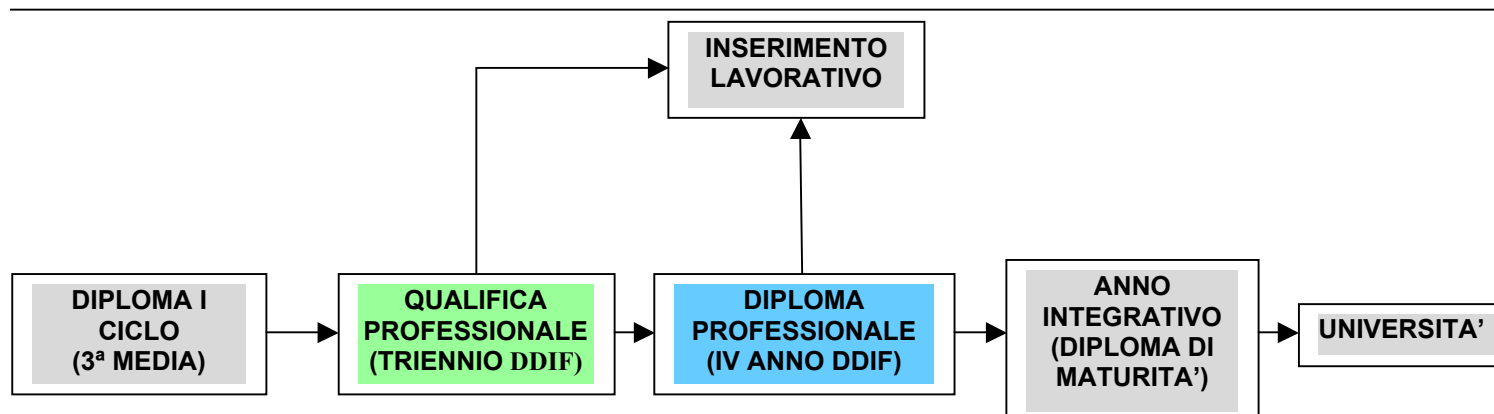 INSERIMENTO
LAVORATIVO
DIPLOMA I
CICLO
(3ª MEDIA)
QUALIFICA
PROFESSIONALE
(TRIENNIO DDIF)
DIPLOMA
PROFESSIONALE
(IV ANNO DDIF)
ANNO
INTEGRATIVO
(DIPLOMA DI
MATURITA’)
UNIVERSITA’